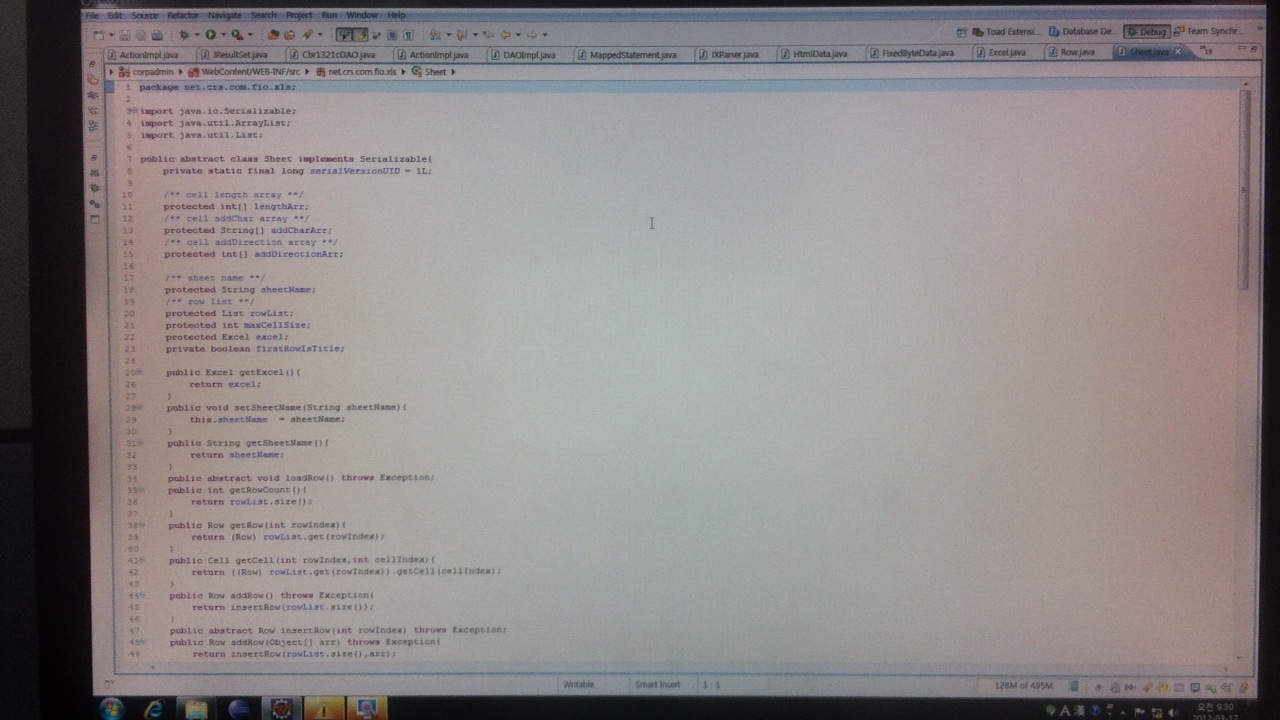 File Edit Source Refactor Navigate Search Project Run Window Help
Toad Extensi... Database De... Debug Team Synchr...
ActionImpl.java JResultSet.java Cbr1321cDAO.java ActionImpl.java DAOImpl.java MappedStatement.java IXParser.java HtmlData.java FixedByteData.java Excel.java Row.java Sheet.java
corpadmin WebContent/WEB-INF/src net.crs.com.fio.xls Sheet
1 package net.crs.com.fio.xls;
2
3 import java.io.Serializable;
4 import java.util.ArrayList;
5 import java.util.List;
6
7 public abstract class Sheet implements Serializable{
8 private static final long serialVersionUID = 1L;
9
10 /** cell length array **/
11 protected int[] lengthArr;
12 /** cell addChar array **/
13 protected String[] addCharArr;
14 /** cell addDirection array **/
15 protected int[] addDirectionArr;
16
17 /** sheet name **/
18 protected String sheetName;
19 /** row list **/
20 protected List rowList;
21 protected int maxCellSize;
22 protected Excel excel;
23 private boolean firstRowIsTitle;
24
25 public Excel getExcel(){
26 return excel;
27 }
28 public void setSheetName(String sheetName){
29 this.sheetName = sheetName;
30 }
31 public String getSheetName(){
32 return sheetName;
33 }
34 public abstract void loadRow() throws Exception;
35 public int getRowCount(){
36 return rowList.size();
37 }
38 public Row getRow(int rowIndex){
39 return (Row) rowList.get(rowIndex);
40 }
41 public Cell getCell(int rowIndex,int cellIndex){
42 return ((Row) rowList.get(rowIndex)).getCell(cellIndex);
43 }
44 public Row addRow() throws Exception{
45 return insertRow(rowList.size());
46 }
47 public abstract Row insertRow(int rowIndex) throws Exception;
48 public Row addRow(Object[] arr) throws Exception{
49 return insertRow(rowList.size(),arr);
Writable Smart Insert 1 : 1 128M of 495M
A 漢 오전 9:30